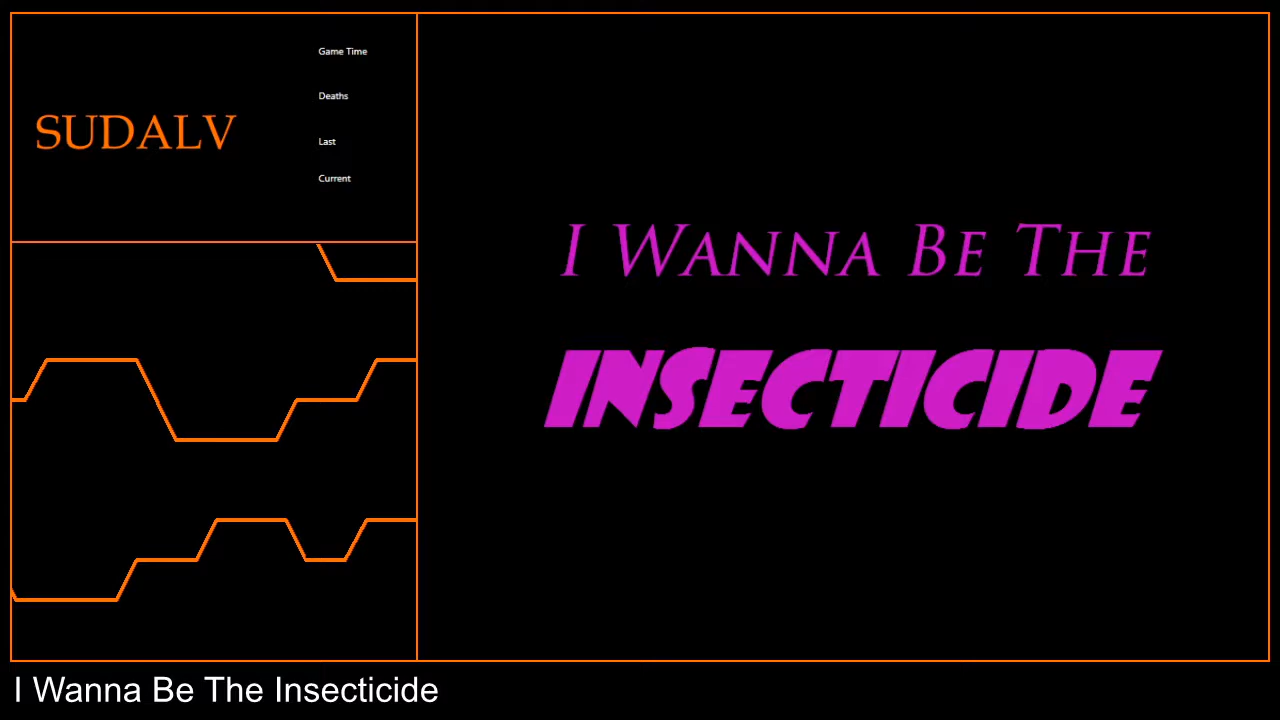 Game Time
Deaths
SUDALV
Last
Current
I WANNA BE THE
INSECTICIDE
I Wanna Be The Insecticide